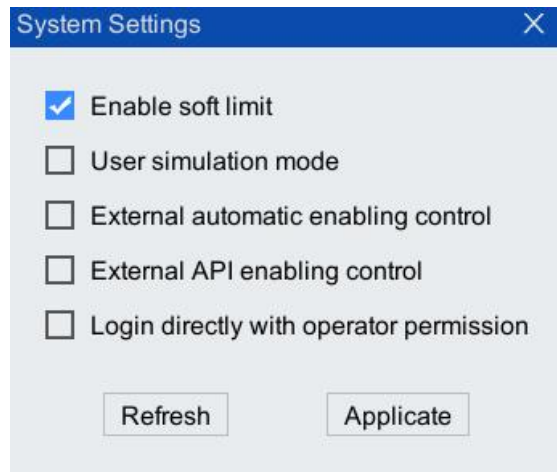 System Settings
Enable soft limit
User simulation mode
External automatic enabling control
External API enabling control
Login directly with operator permission
Refresh Applicate